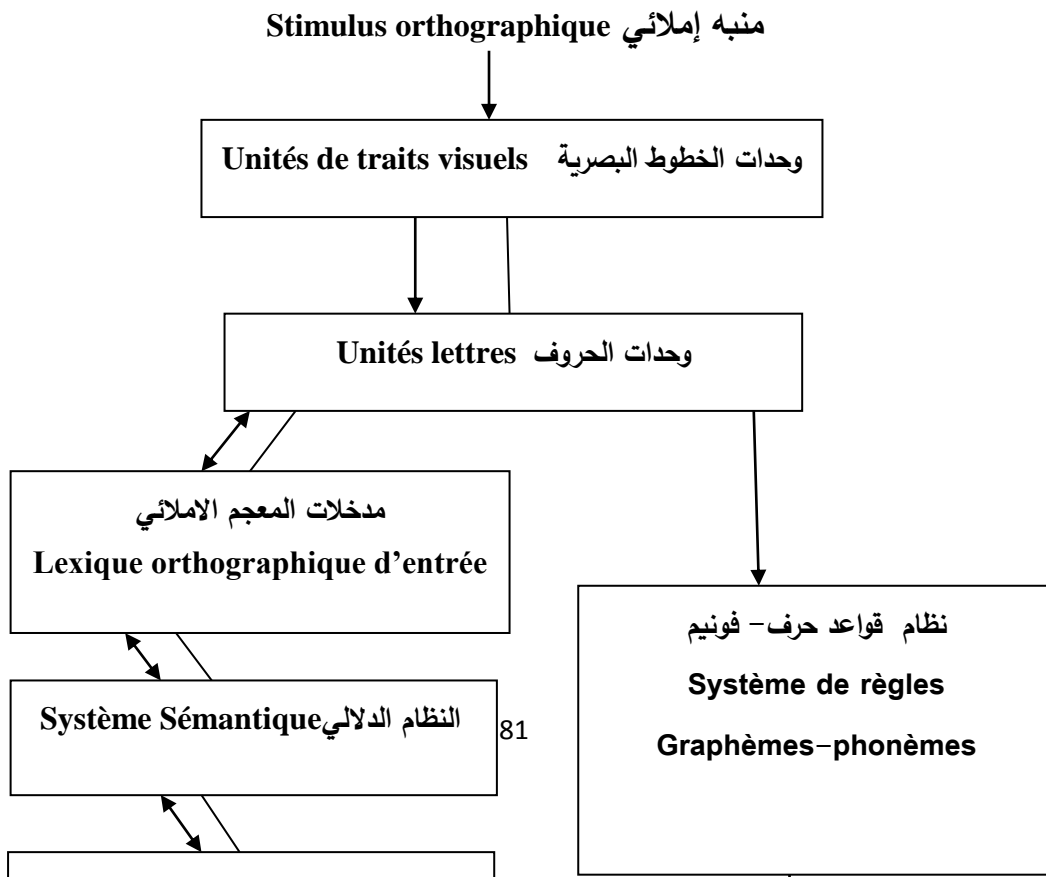 منبه إملائي Stimulus orthographique
وحدات الخطوط البصرية Unités de traits visuels
وحدات الحروف Unités lettres
مدخلات المعجم الاملائي
Lexique orthographique d’entrée
نظام قواعد حرف- فونيم
Système de règles
Graphèmes-phonèmes
النظام الدلالي Système Sémantique
81